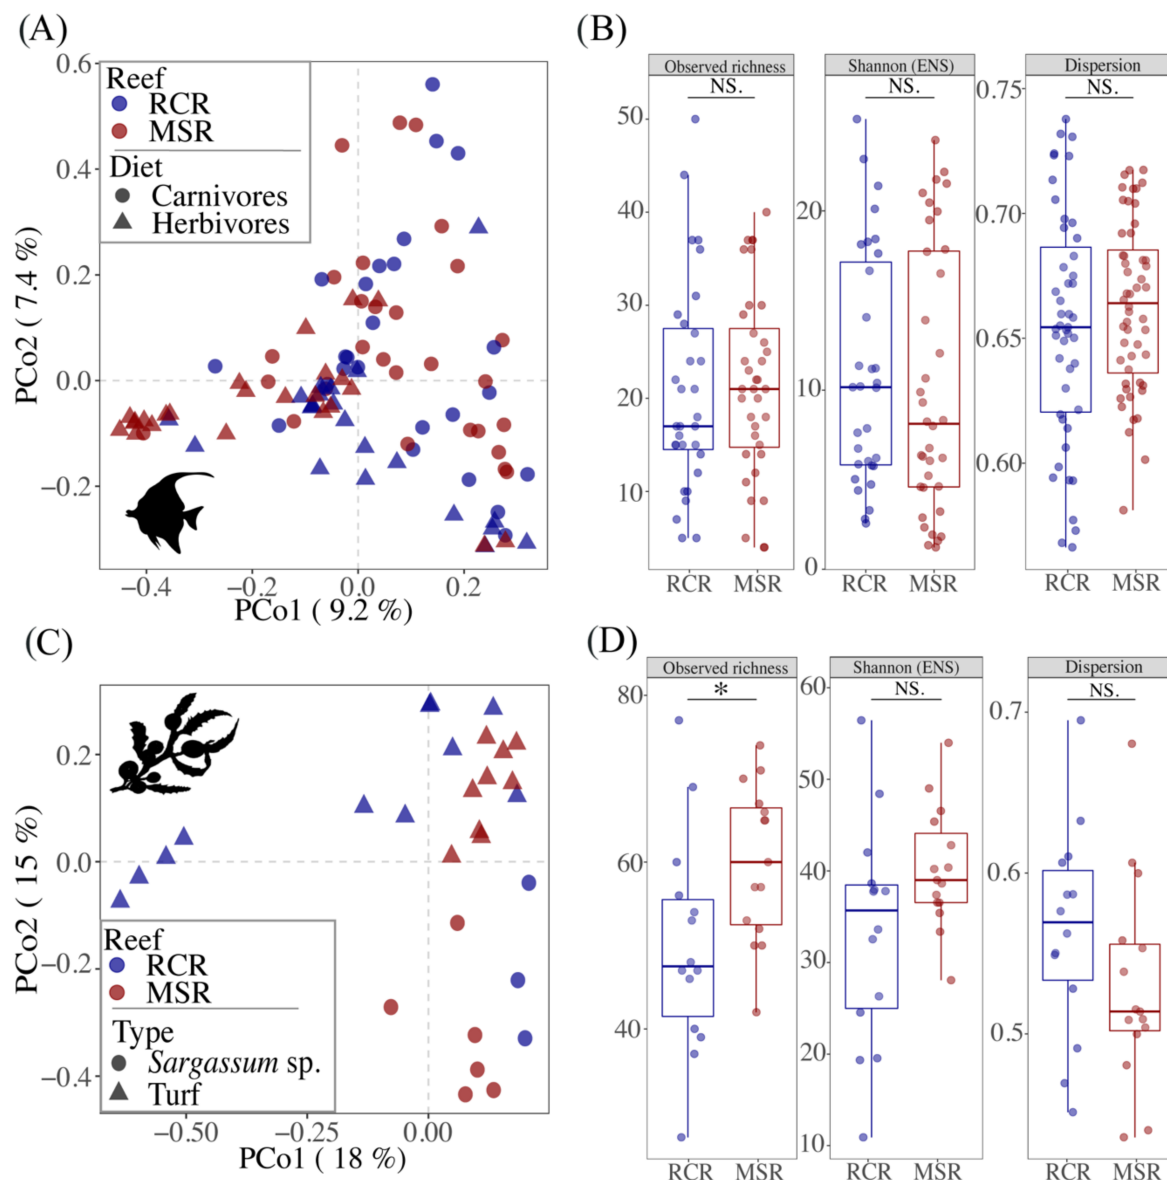 (A)
Reef
RCR
MSR
Diet
Carnivores
Herbivores
PCo2 ( 7.4 %)
0.6
0.4
0.2
0.0
−0.2
−0.4
−0.2
0.0
0.2
PCo1 ( 9.2 %)
(B)
Observed richness
NS.
50
40
30
20
10
RCR
MSR
Shannon (ENS)
NS.
20
10
0
RCR
MSR
Dispersion
NS.
0.75
0.70
0.65
0.60
RCR
MSR
(C)
PCo2 ( 15 %)
0.2
0.0
−0.2
−0.4
Reef
RCR
MSR
Type
Sargassum sp.
Turf
−0.50
−0.25
0.00
PCo1 ( 18 %)
(D)
Observed richness
*
80
60
40
RCR
MSR
Shannon (ENS)
NS.
60
50
40
30
20
10
RCR
MSR
Dispersion
NS.
0.7
0.6
0.5
RCR
MSR